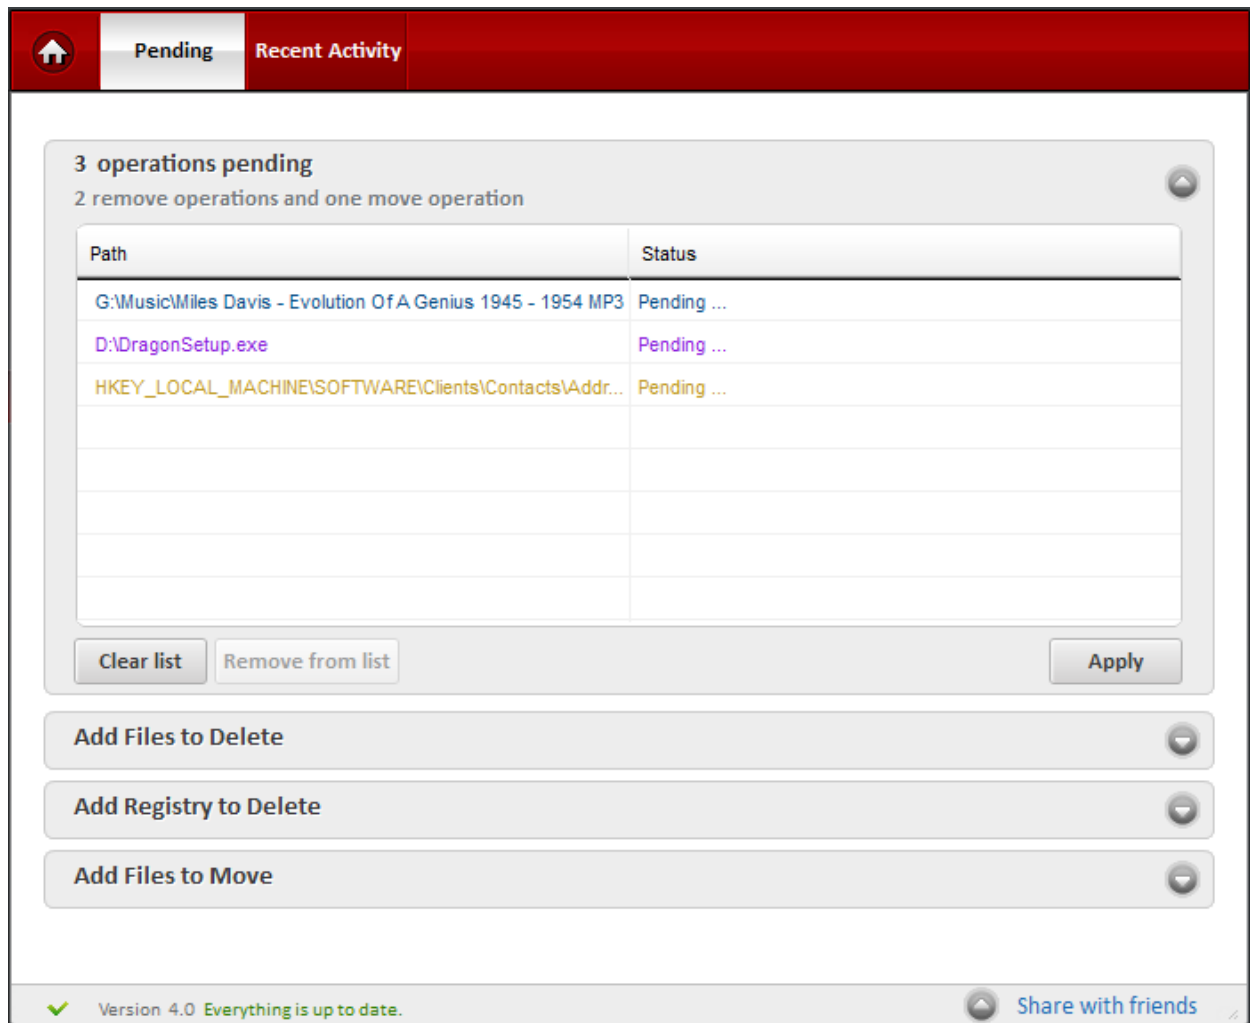 Pending Recent Activity
3 operations pending
2 remove operations and one move operation
Path Status
G:\Music\Miles Davis - Evolution Of A Genius 1945 - 1954 MP3 Pending ...
D:\DragonSetup.exe Pending ...
HKEY_LOCAL_MACHINE\SOFTWARE\Clients\Contacts\Addr... Pending ...
Clear list Remove from list Apply
Add Files to Delete
Add Registry to Delete
Add Files to Move
Version 4.0 Everything is up to date. Share with friends